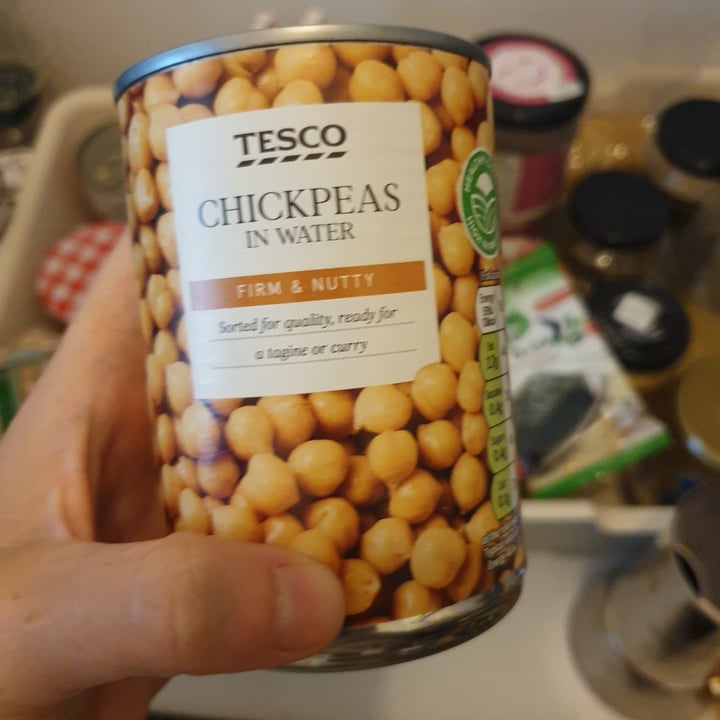 TESCO
CHICKPEAS
IN WATER
FIRM & NUTTY
Sorted for quality, ready for
a tagine or curry